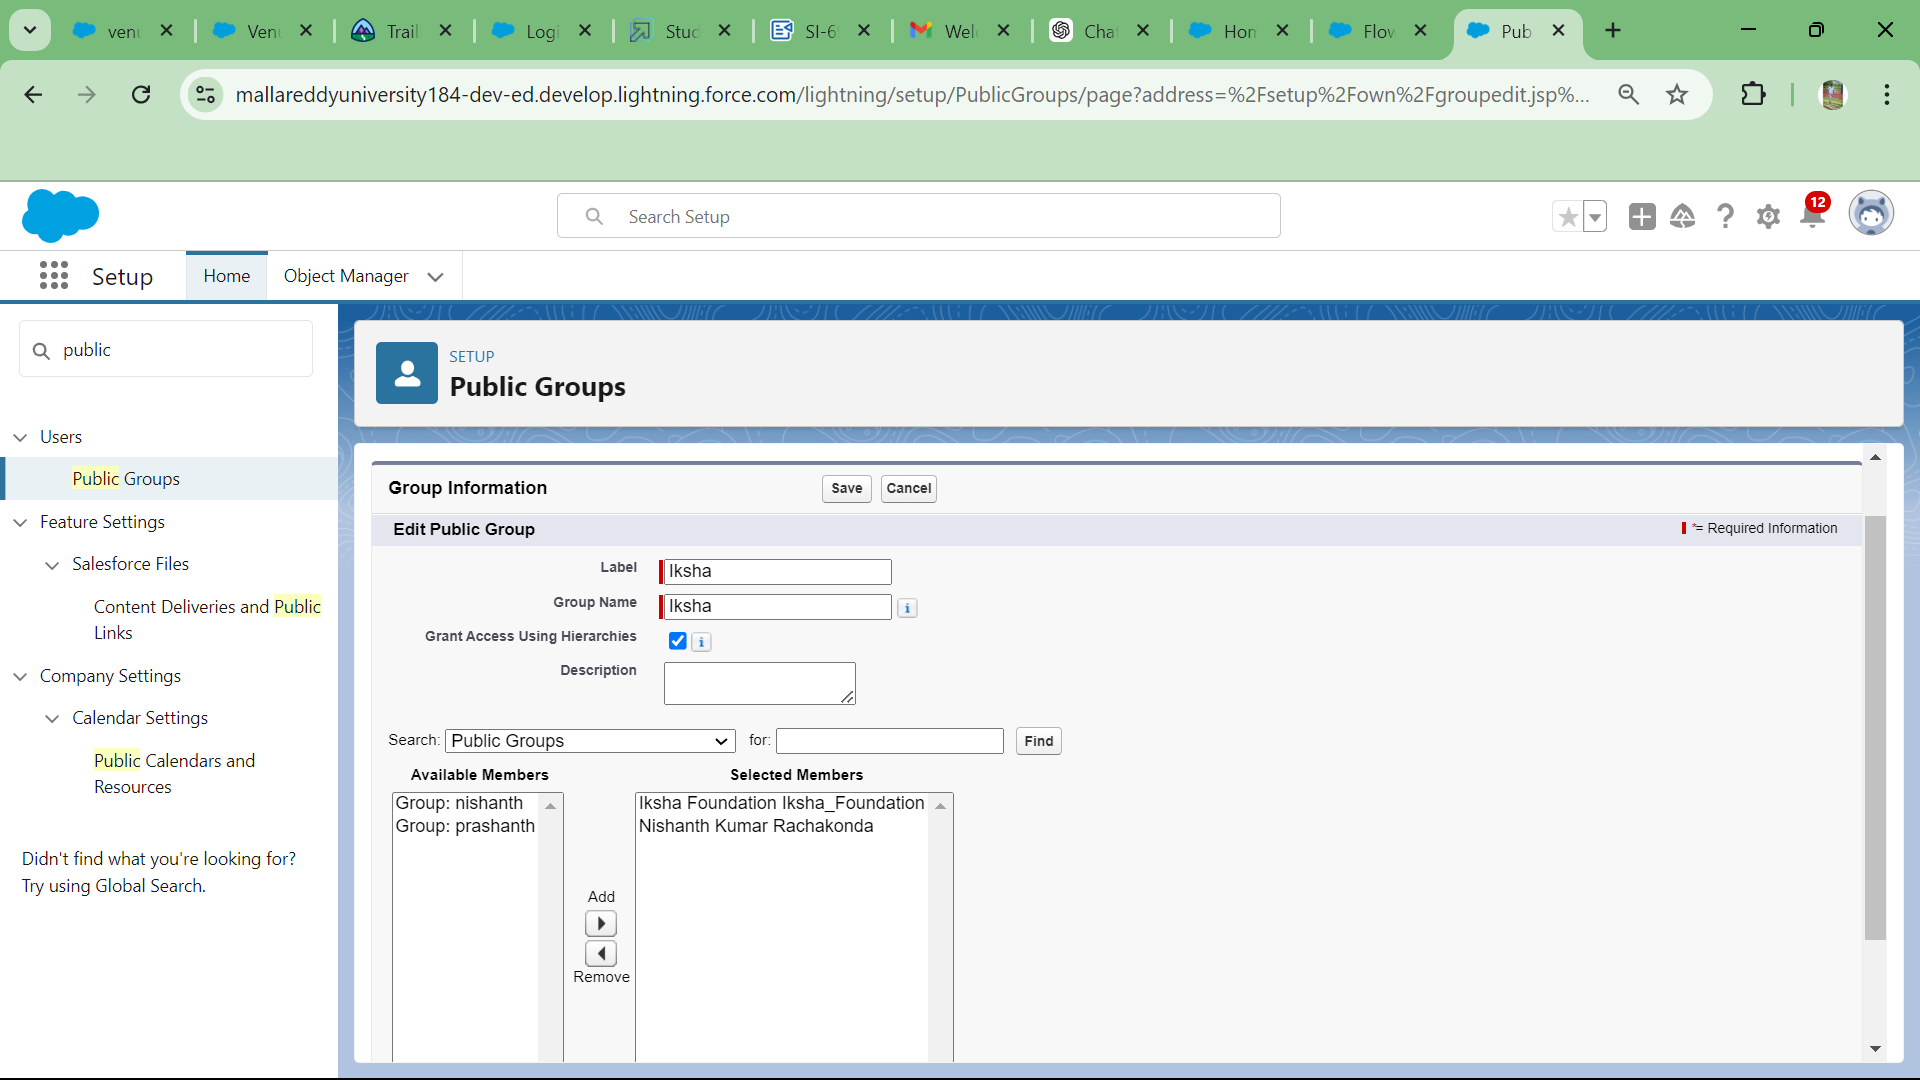 venu
Venu
Trail
Logi
Stud
SI-6
Wel
Cha
Hon
Flov
Pub
mallareddyuniversity184-dev-ed.develop.lightning.force.com/lightning/setup/PublicGroups/page?address=%2Fsetup%2Fown%2Fgroupedit.jsp%...
Search Setup
12
Setup
Home
Object Manager
public
Users
Public Groups
Feature Settings
Salesforce Files
Content Deliveries and Public
Links
Company Settings
Calendar Settings
Public Calendars and
Resources
Didn't find what you're looking for?
Try using Global Search.
SETUP
Public Groups
Group Information
Save
Cancel
Edit Public Group
*= Required Information
Label
Iksha
Group Name
Iksha
Grant Access Using Hierarchies
Description
Search: Public Groups for: Find
Available Members
Selected Members
Group: nishanth
Group: prashanth
Add
Remove
Iksha Foundation Iksha_Foundation
Nishanth Kumar Rachakonda